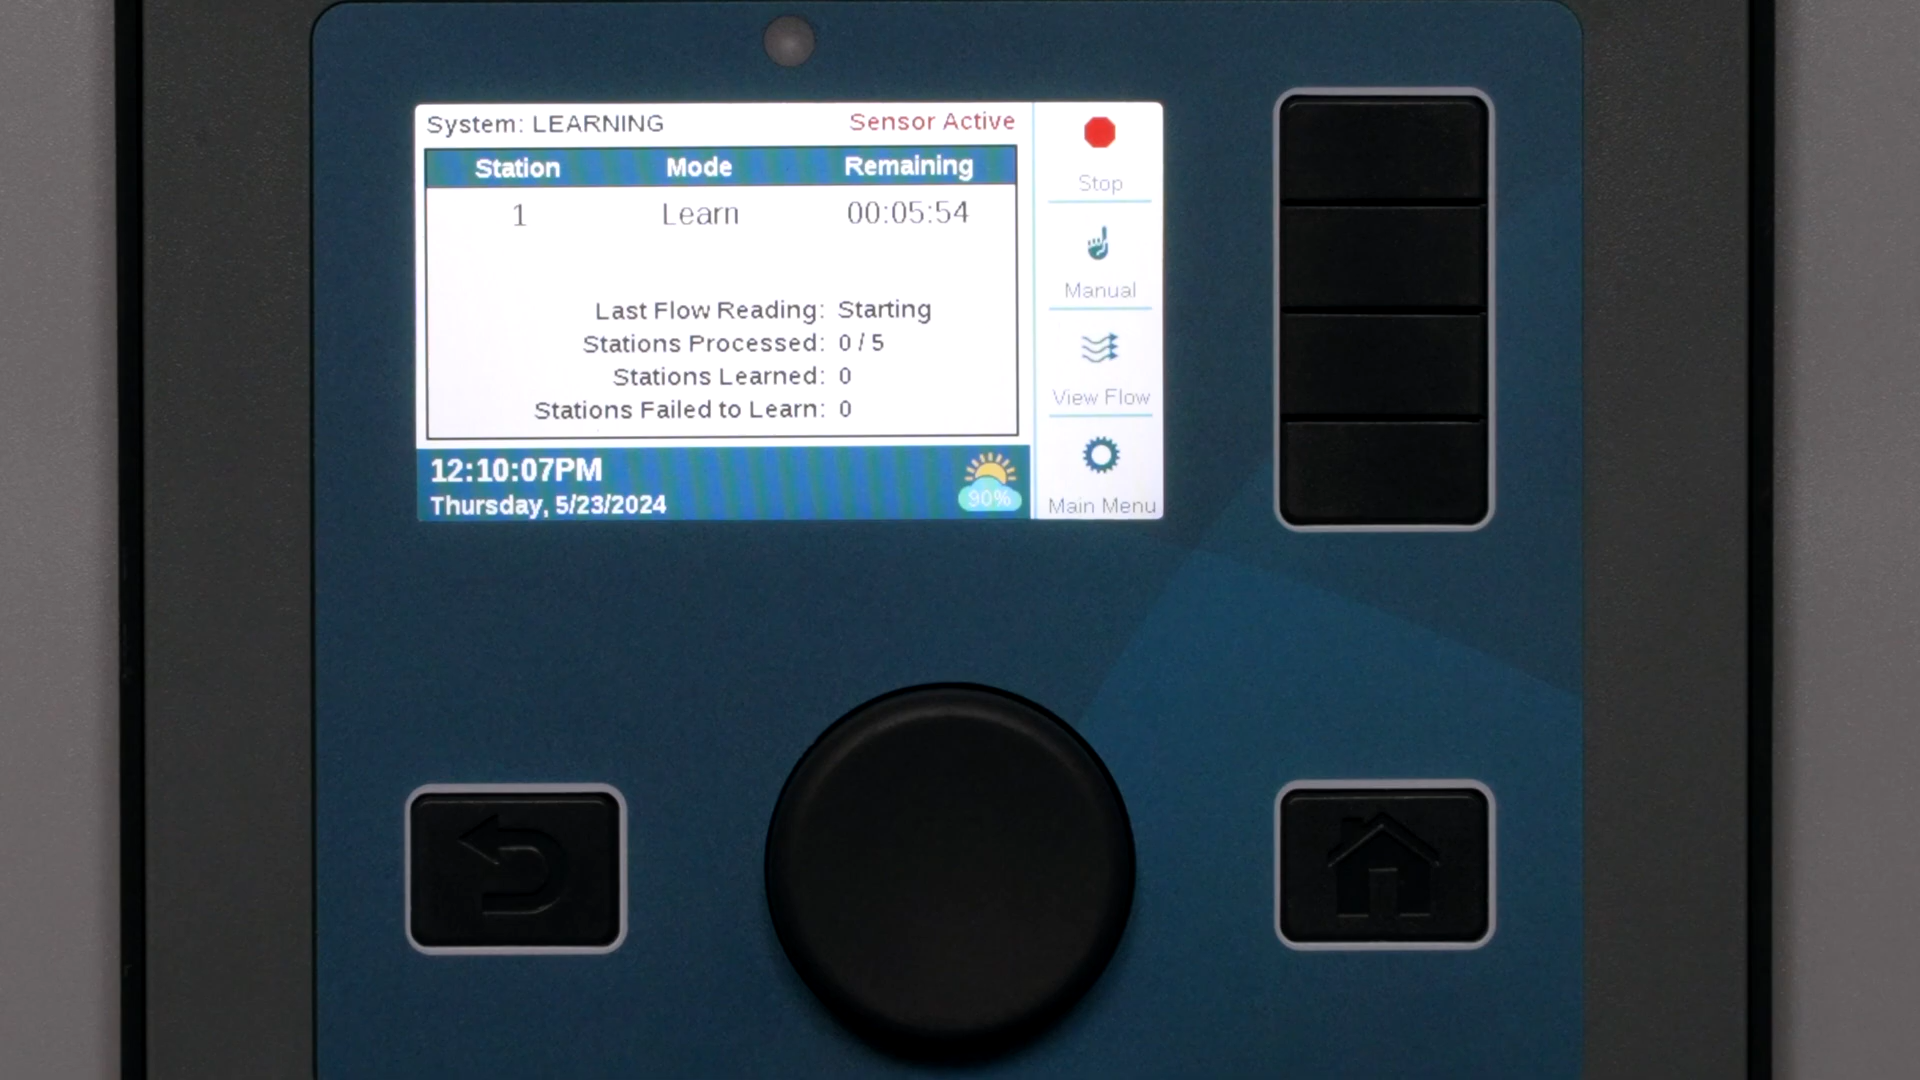 System: LEARNING
Sensor Active
Station Mode Remaining
1 Learn 00:05:54
Last Flow Reading: Starting
Stations Processed: 0 / 5
Stations Learned: 0
Stations Failed to Learn: 0
12:10:07PM
Thursday, 5/23/2024
90%
Stop
Manual
View Flow
Main Menu